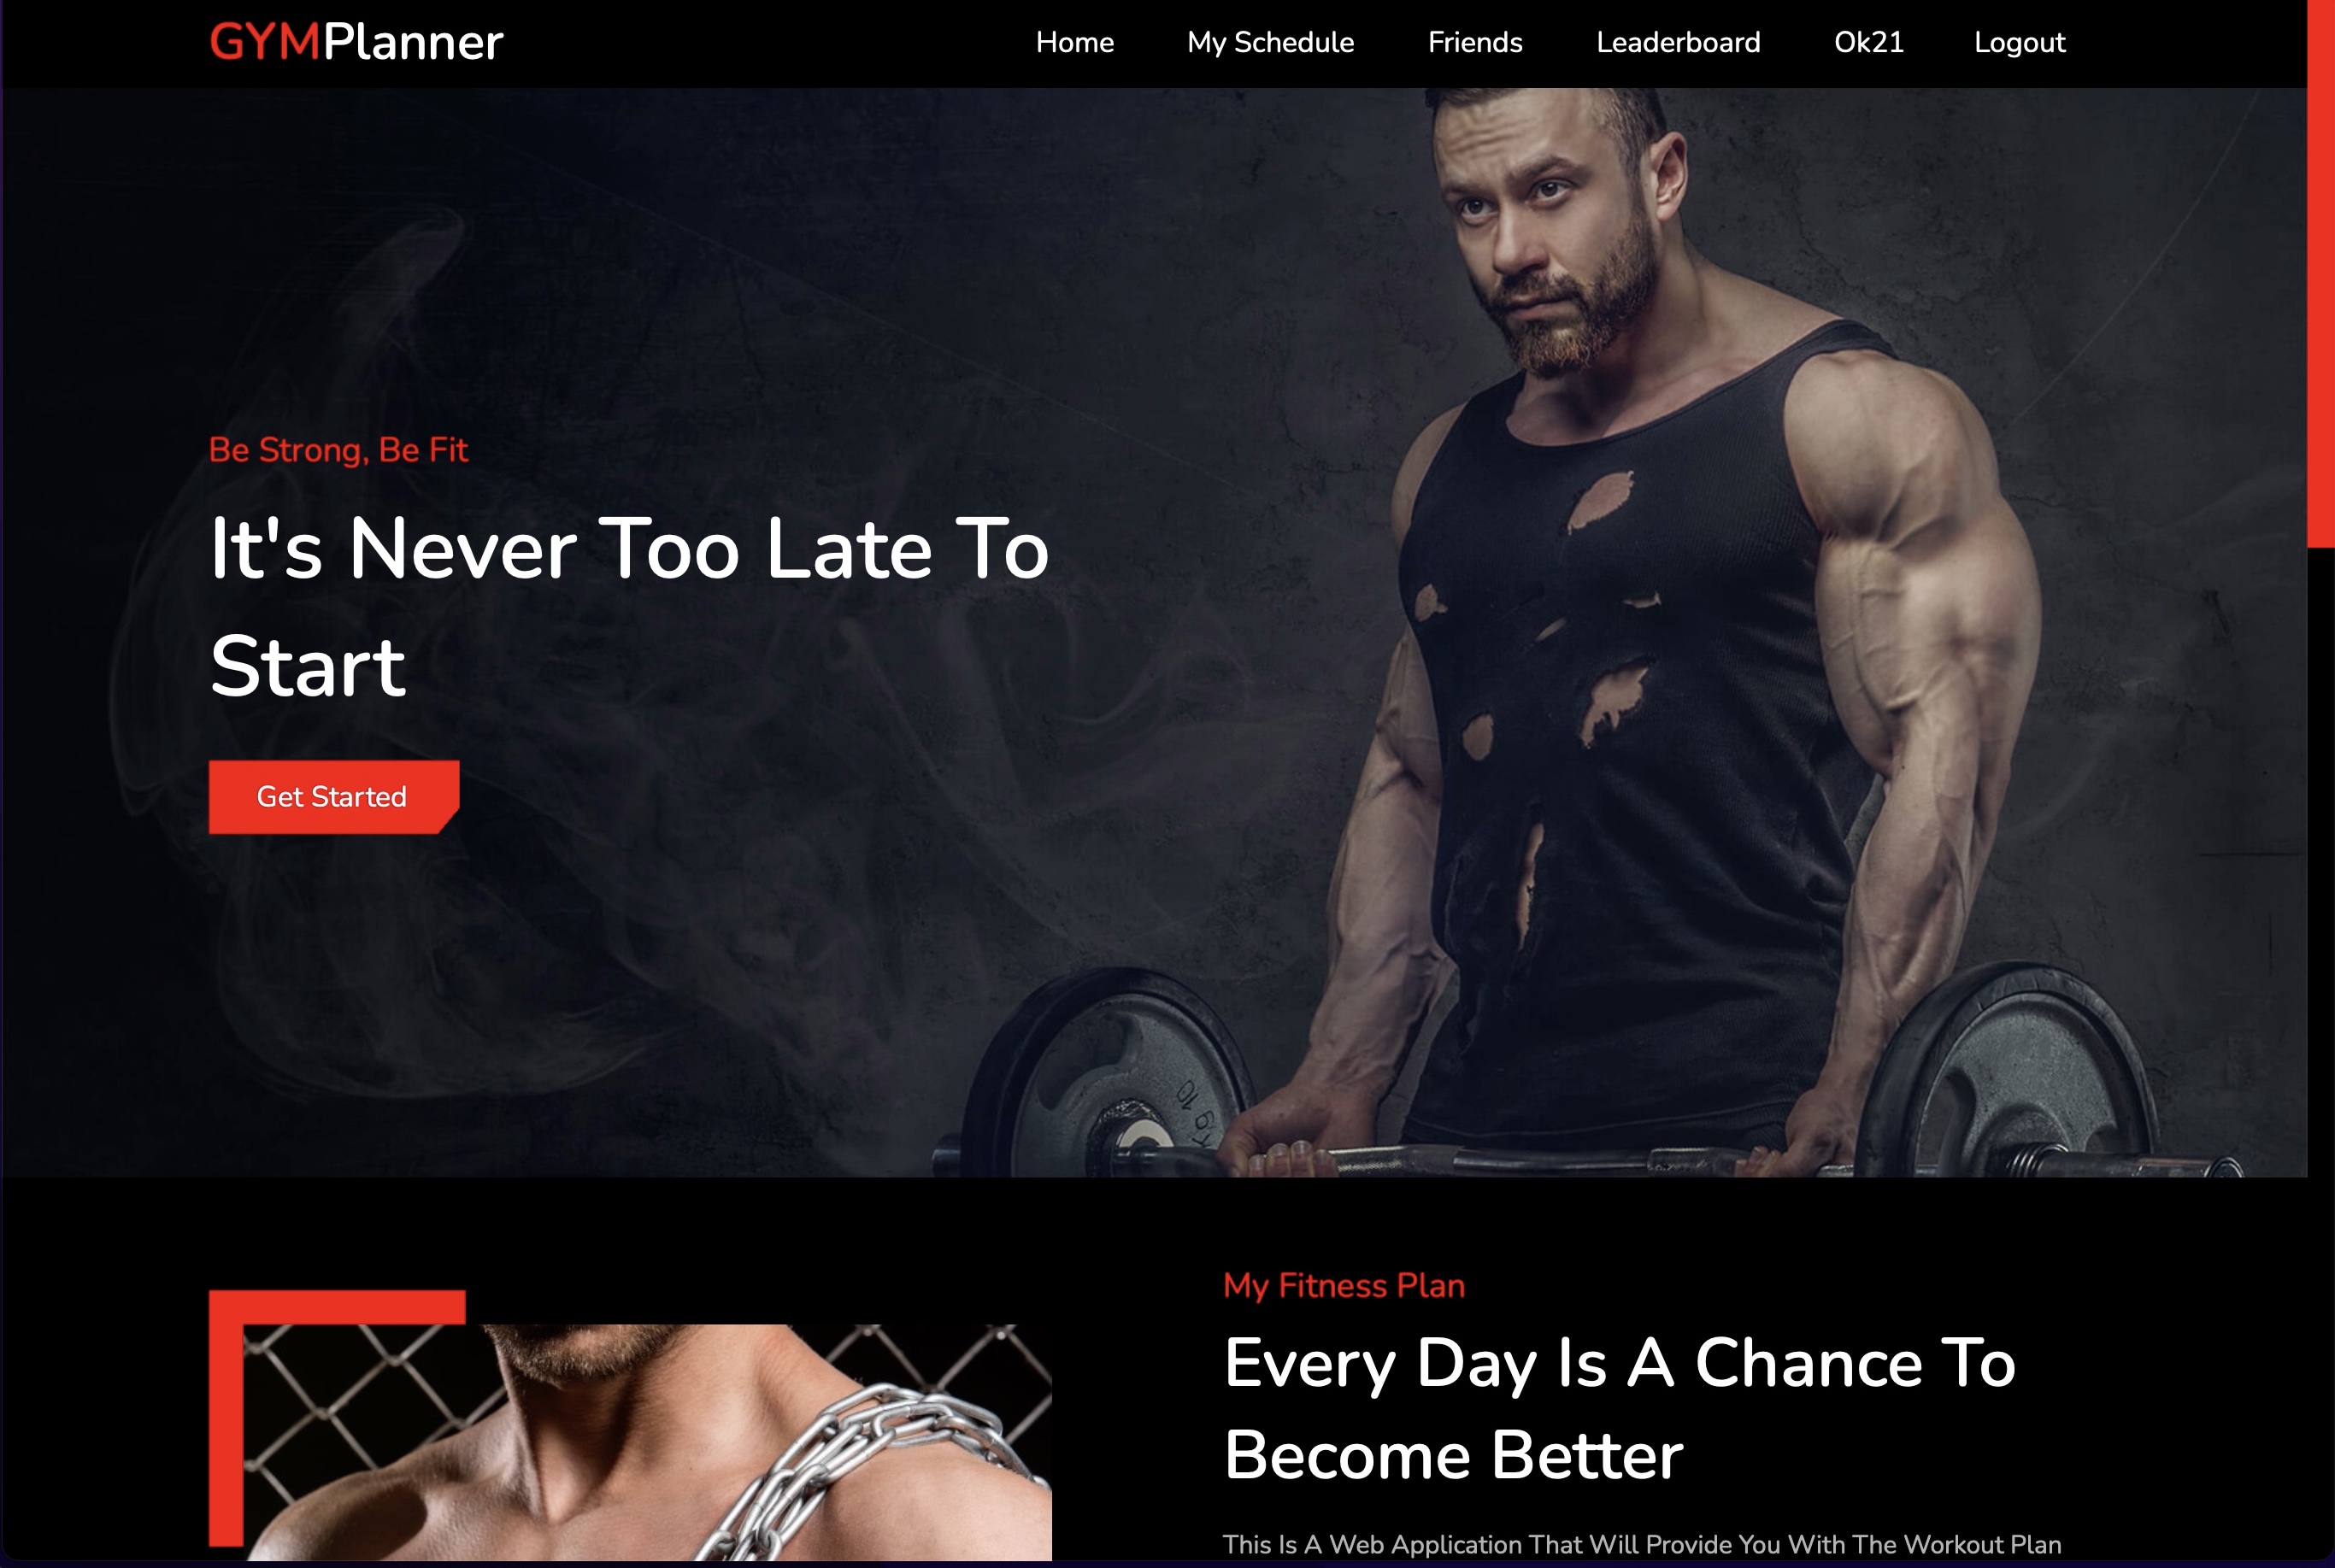 GYMPlanner
Home My Schedule Friends Leaderboard Ok21 Logout
Be Strong, Be Fit
It's Never Too Late To
Start
Get Started
10
Kg
My Fitness Plan
Every Day Is A Chance To
Become Better
This Is A Web Application That Will Provide You With The Workout Plan